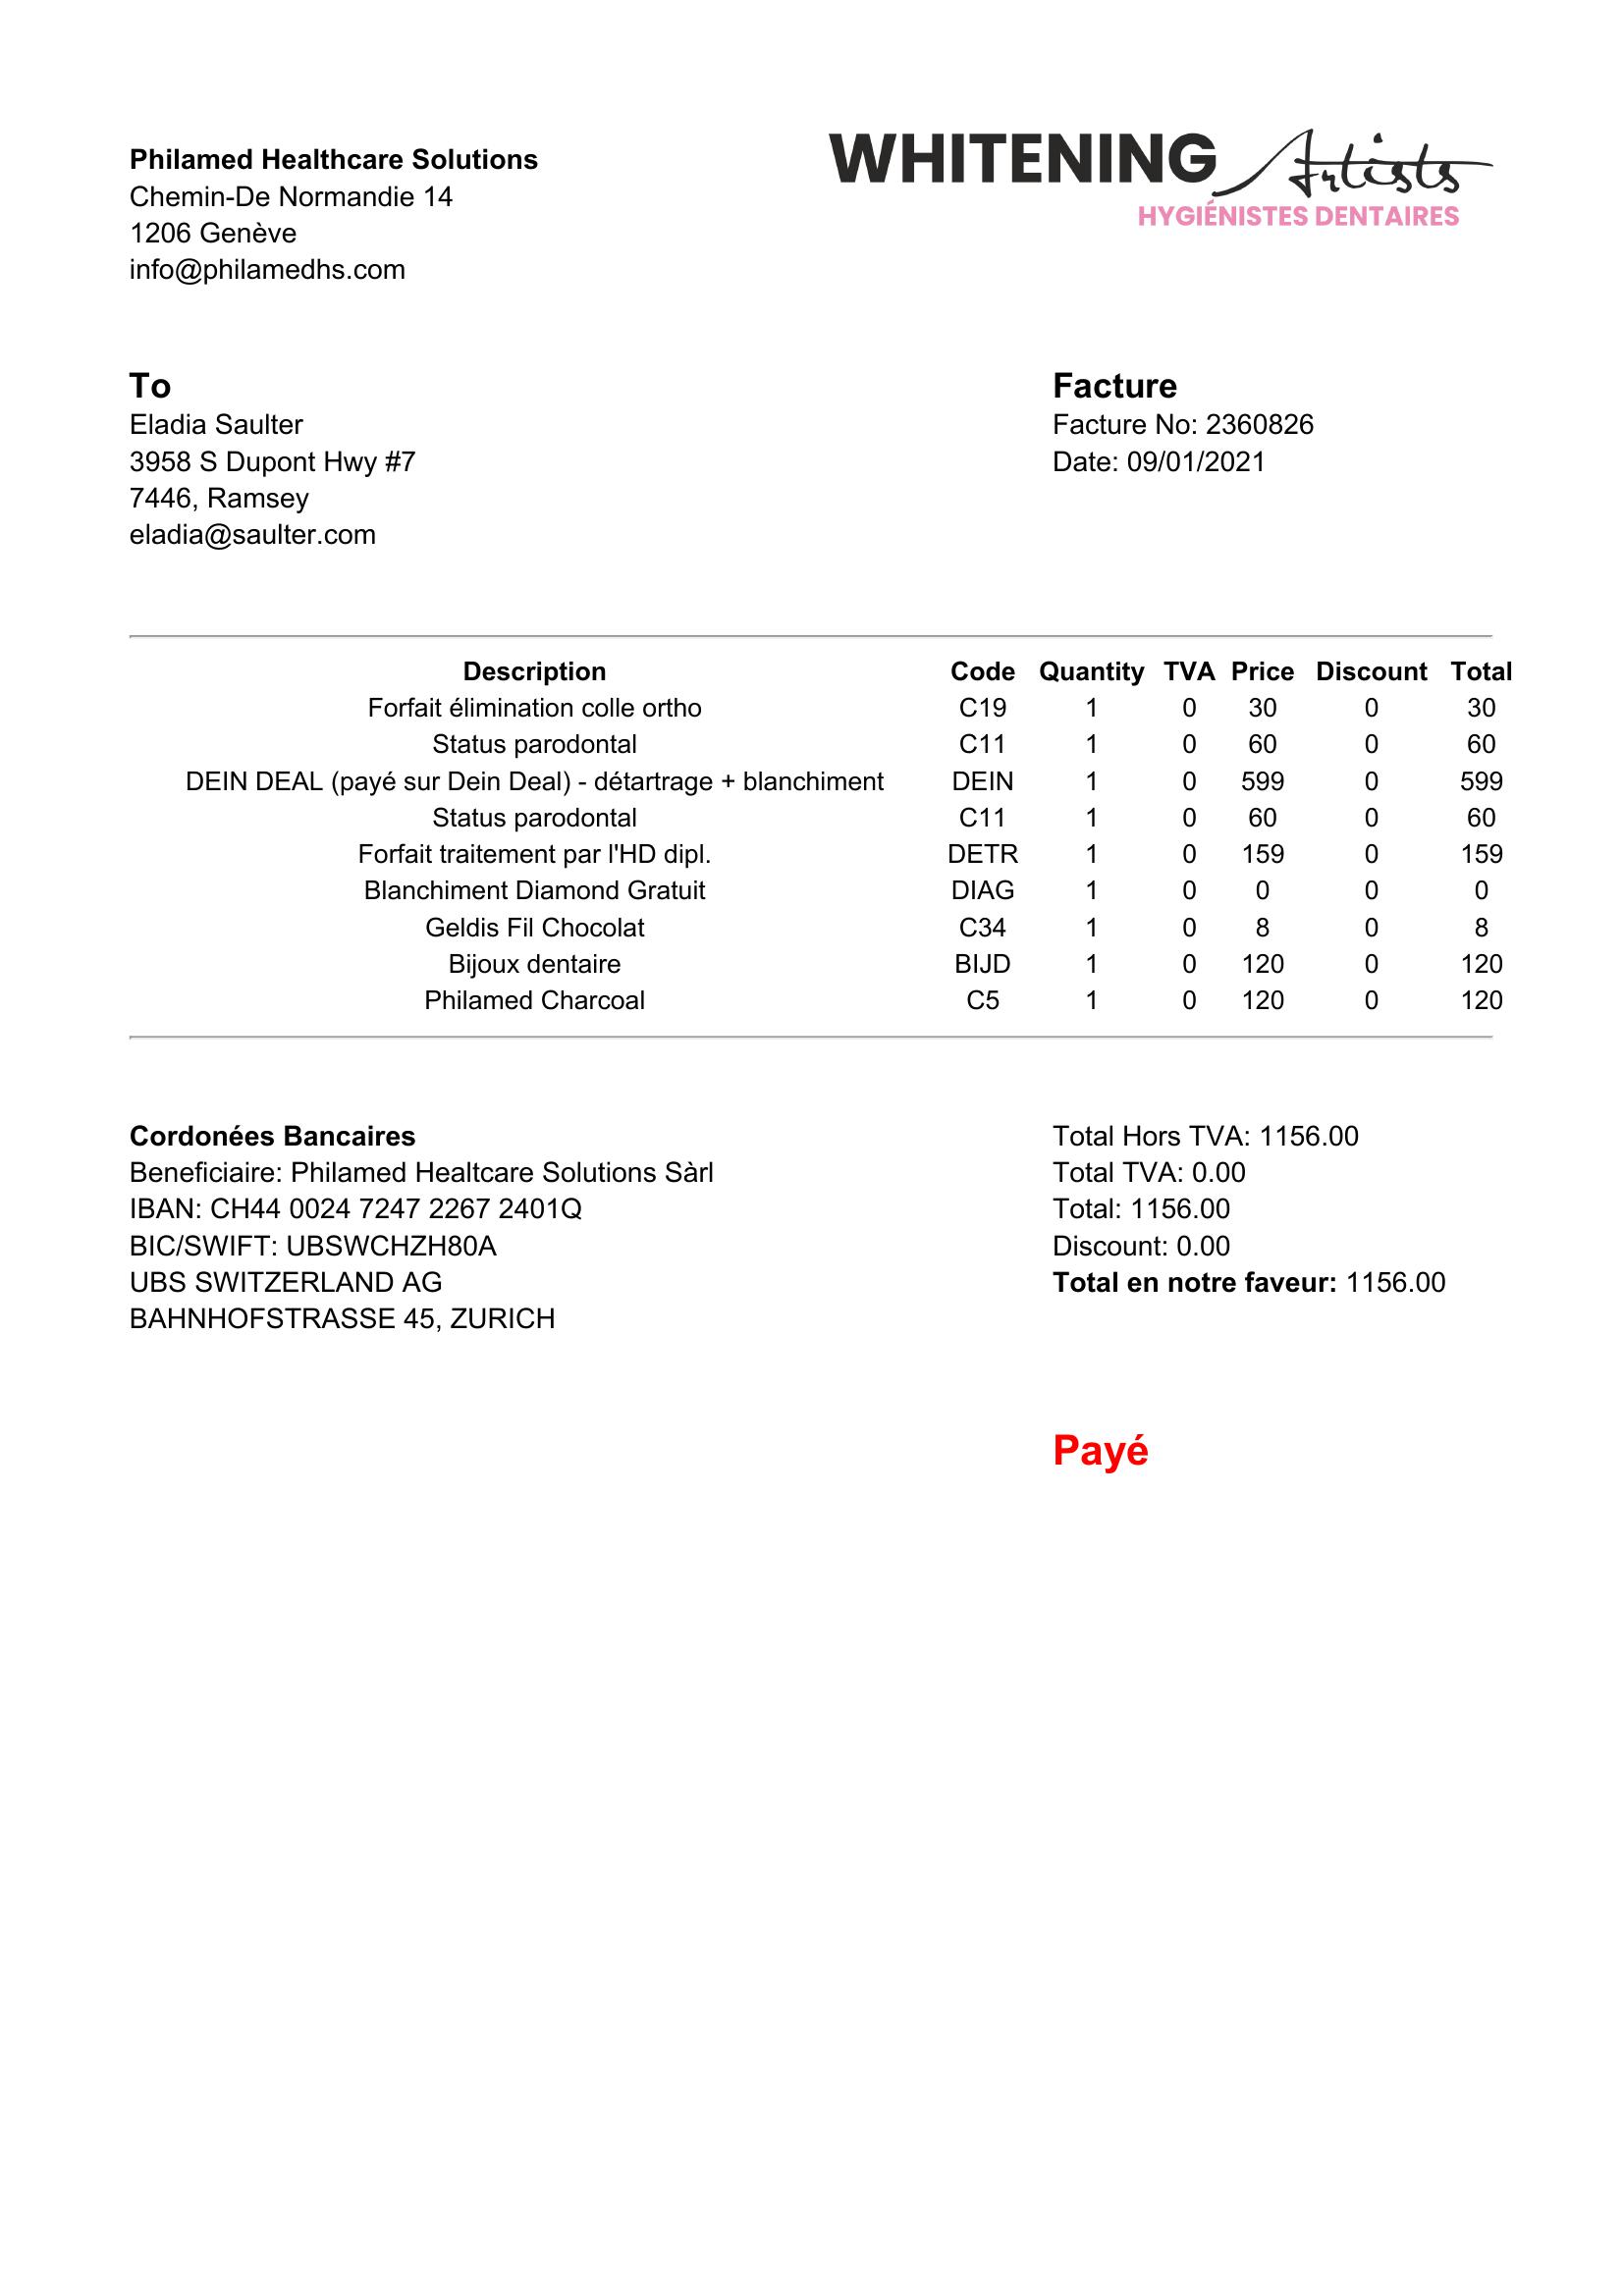 Philamed Healthcare Solutions
Chemin-De Normandie 14
1206 Genève
info@philamedhs.com
WHITENING Artists
HYGIÉNISTES DENTAIRES
To
Eladia Saulter
3958 S Dupont Hwy #7
7446, Ramsey
eladia@saulter.com
Facture
Facture No: 2360826
Date: 09/01/2021
Description Code Quantity TVA Price Discount Total
Forfait élimination colle ortho C19 1 0 30 0 30
Status parodontal C11 1 0 60 0 60
DEIN DEAL (payé sur Dein Deal) - détartrage + blanchiment DEIN 1 0 599 0 599
Status parodontal C11 1 0 60 0 60
Forfait traitement par l'HD dipl. DETR 1 0 159 0 159
Blanchiment Diamond Gratuit DIAG 1 0 0 0 0
Geldis Fil Chocolat C34 1 0 8 0 8
Bijoux dentaire BIJD 1 0 120 0 120
Philamed Charcoal C5 1 0 120 0 120
Cordonées Bancaires
Beneficiaire: Philamed Healtcare Solutions Sàrl
IBAN: CH44 0024 7247 2267 2401Q
BIC/SWIFT: UBSWCHZH80A
UBS SWITZERLAND AG
BAHNHOFSTRASSE 45, ZURICH
Total Hors TVA: 1156.00
Total TVA: 0.00
Total: 1156.00
Discount: 0.00
Total en notre faveur: 1156.00
Payé